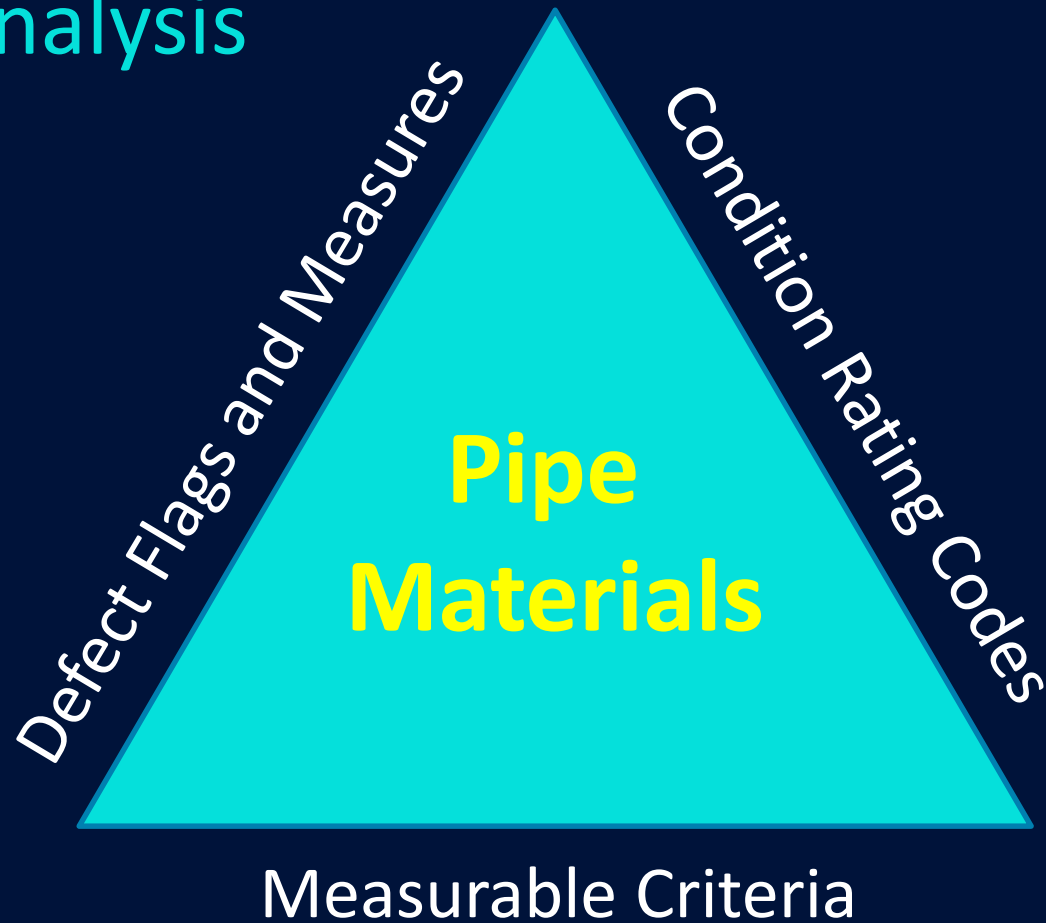 nalysis
Defect Flags and Measures
Condition Rating Codes
Pipe
Materials
Measurable Criteria